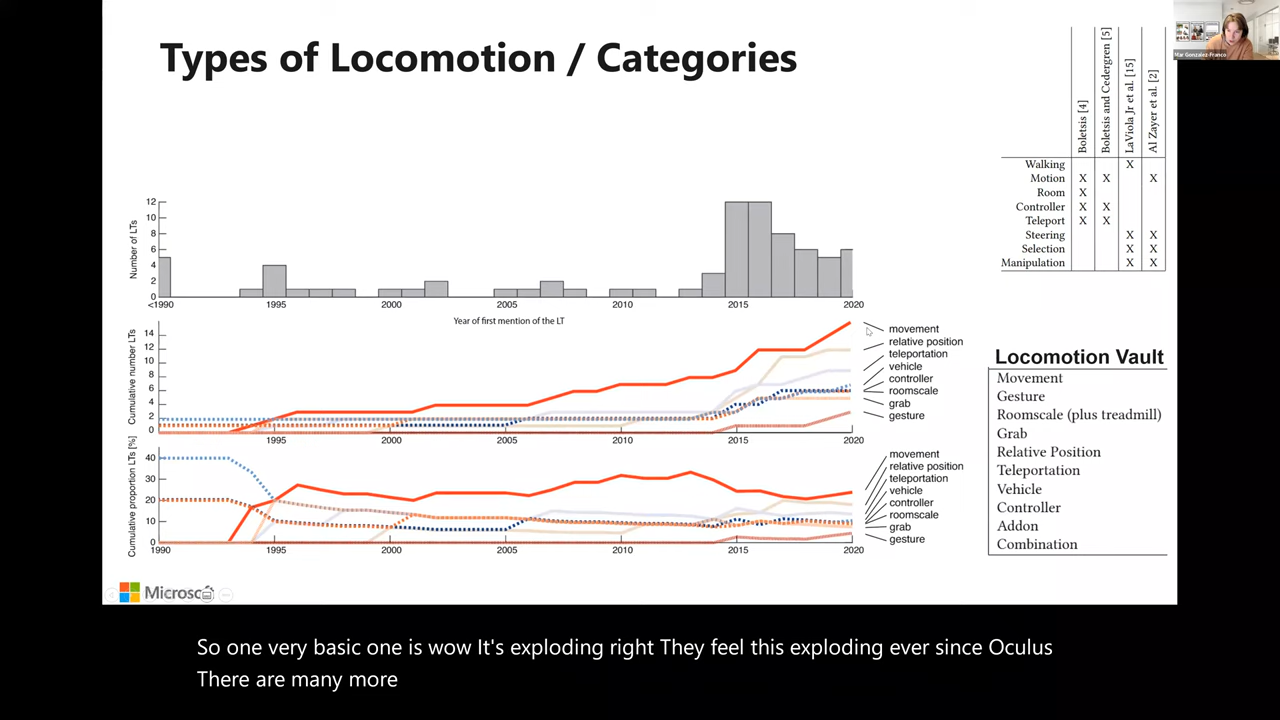 Types of Locomotion / Categories
Mar Gonzalez-Franco
Boletsis [4]
Boletsis and Cedergren [5]
LaViola Jr et al. [15]
Al Zayer et al. [2]
Walking X
Motion X X X
Room X
Controller X X
Teleport X X
Steering X X
Selection X X
Manipulation X X
Number of LTs
12
10
8
6
4
2
0
<1990 1995 2000 2005 2010 2015 2020
Year of first mention of the LT
Cumulative number LTs
14
12
10
8
6
4
2
0
1995 2000 2005 2010 2015 2020
movement
relative position
teleportation
vehicle
controller
roomscale
grab
gesture
Cumulative proportion LTs [%]
40
30
20
10
0
1990 1995 2000 2005 2010 2015 2020
movement
relative position
teleportation
vehicle
controller
roomscale
grab
gesture
Locomotion Vault
Movement
Gesture
Roomscale (plus treadmill)
Grab
Relative Position
Teleportation
Vehicle
Controller
Addon
Combination
Microsc
So one very basic one is wow It's exploding right They feel this exploding ever since Oculus
There are many more